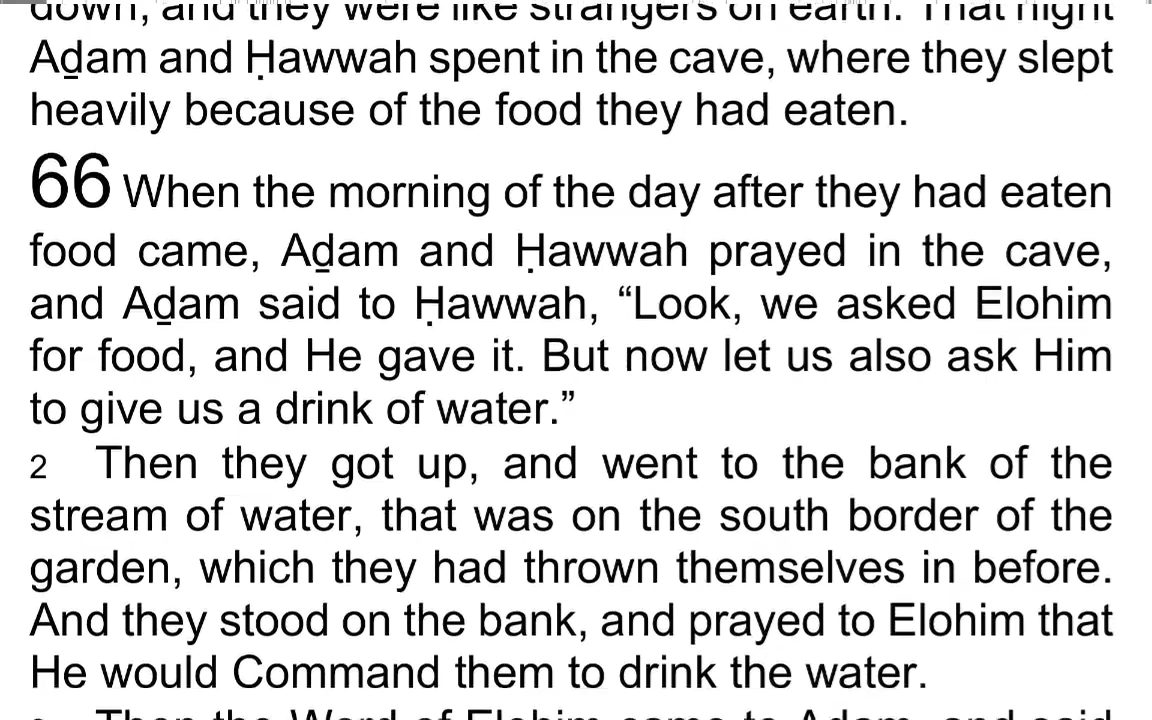 down, and they were like strangers on earth. That night
Aḏam and Ḥawwah spent in the cave, where they slept
heavily because of the food they had eaten.
66 When the morning of the day after they had eaten
food came, Aḏam and Ḥawwah prayed in the cave,
and Aḏam said to Ḥawwah, “Look, we asked Elohim
for food, and He gave it. But now let us also ask Him
to give us a drink of water.”
2 Then they got up, and went to the bank of the
stream of water, that was on the south border of the
garden, which they had thrown themselves in before.
And they stood on the bank, and prayed to Elohim that
He would Command them to drink the water.
Then the Word of Elohim came to Aḏam, and said